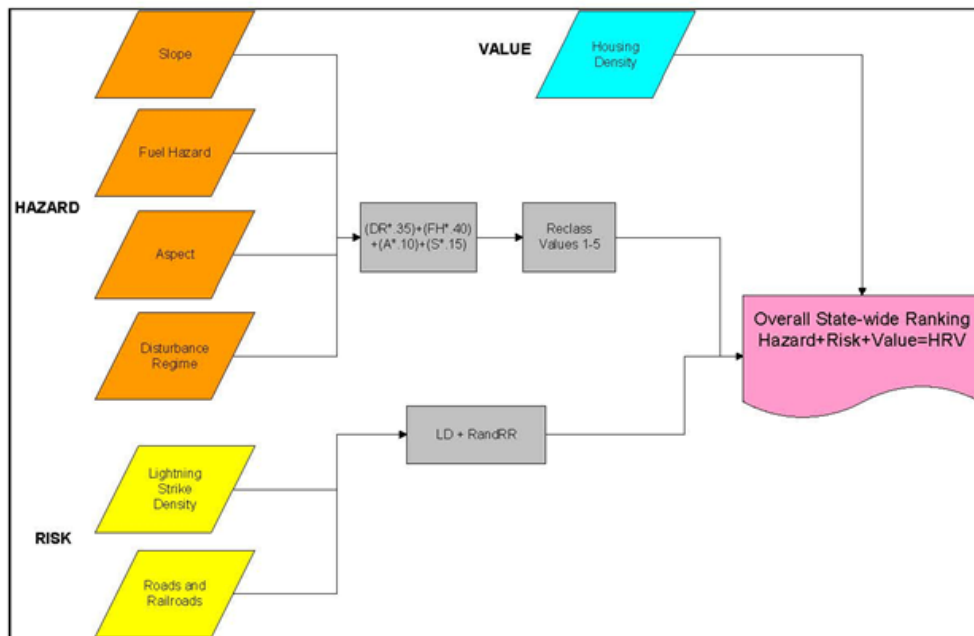 HAZARD
Slope
Fuel Hazard
Aspect
Disturbance
Regime
(DR*.35)+(FH*.40)
+(A*.10)+(S*.15)
Reclass
Values 1-5
VALUE
Housing
Density
RISK
Lightning
Strike
Density
Roads and
Railroads
LD + RandRR
Overall State-wide Ranking
Hazard+Risk+Value=HRV